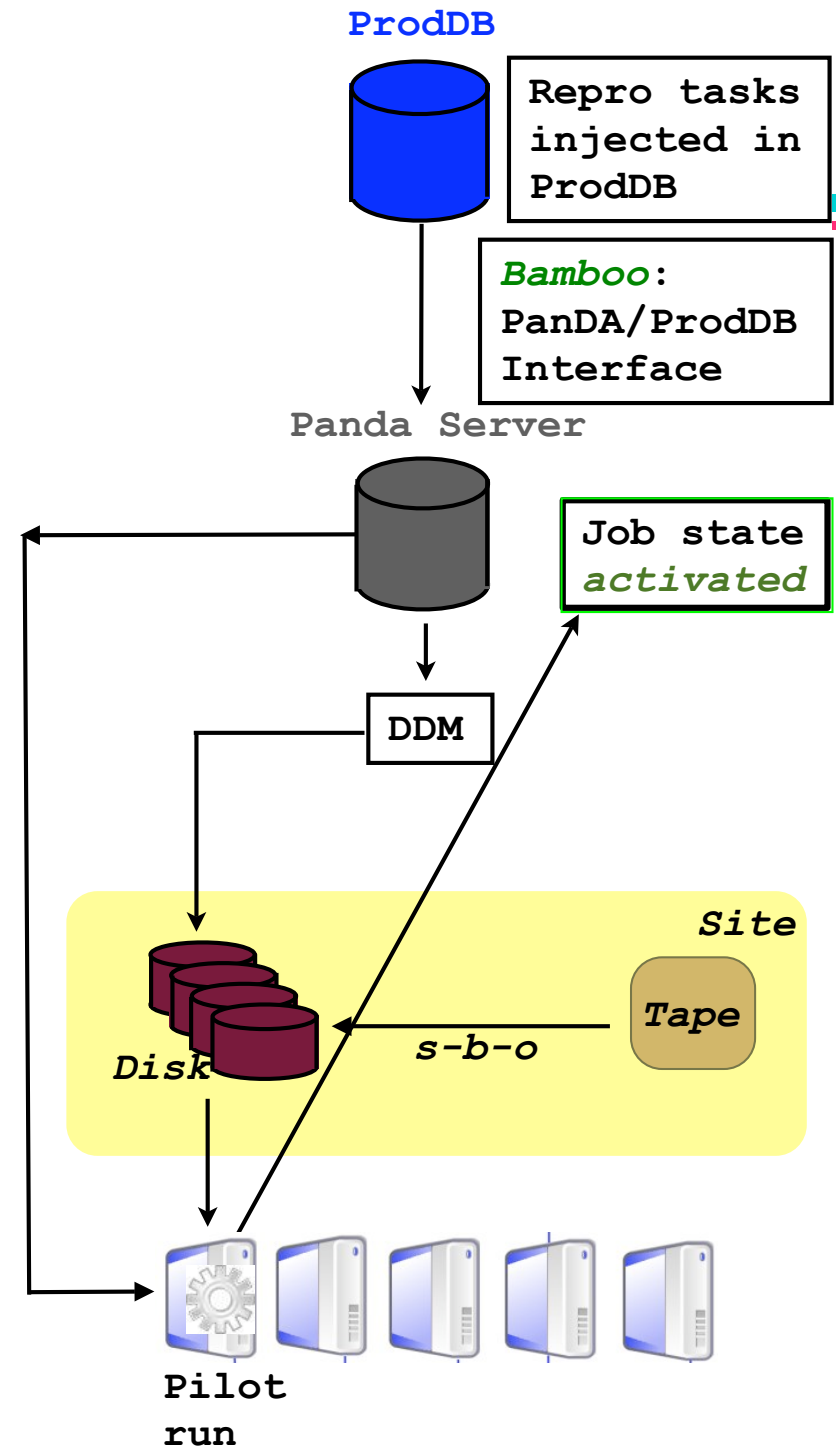 ProdDB
Repro tasks
injected in
ProdDB
Bamboo:
PanDA/ProdDB
Interface
Panda Server
Job state
activated
DDM
Site
Tape
s-b-o
Disk
Pilot
run